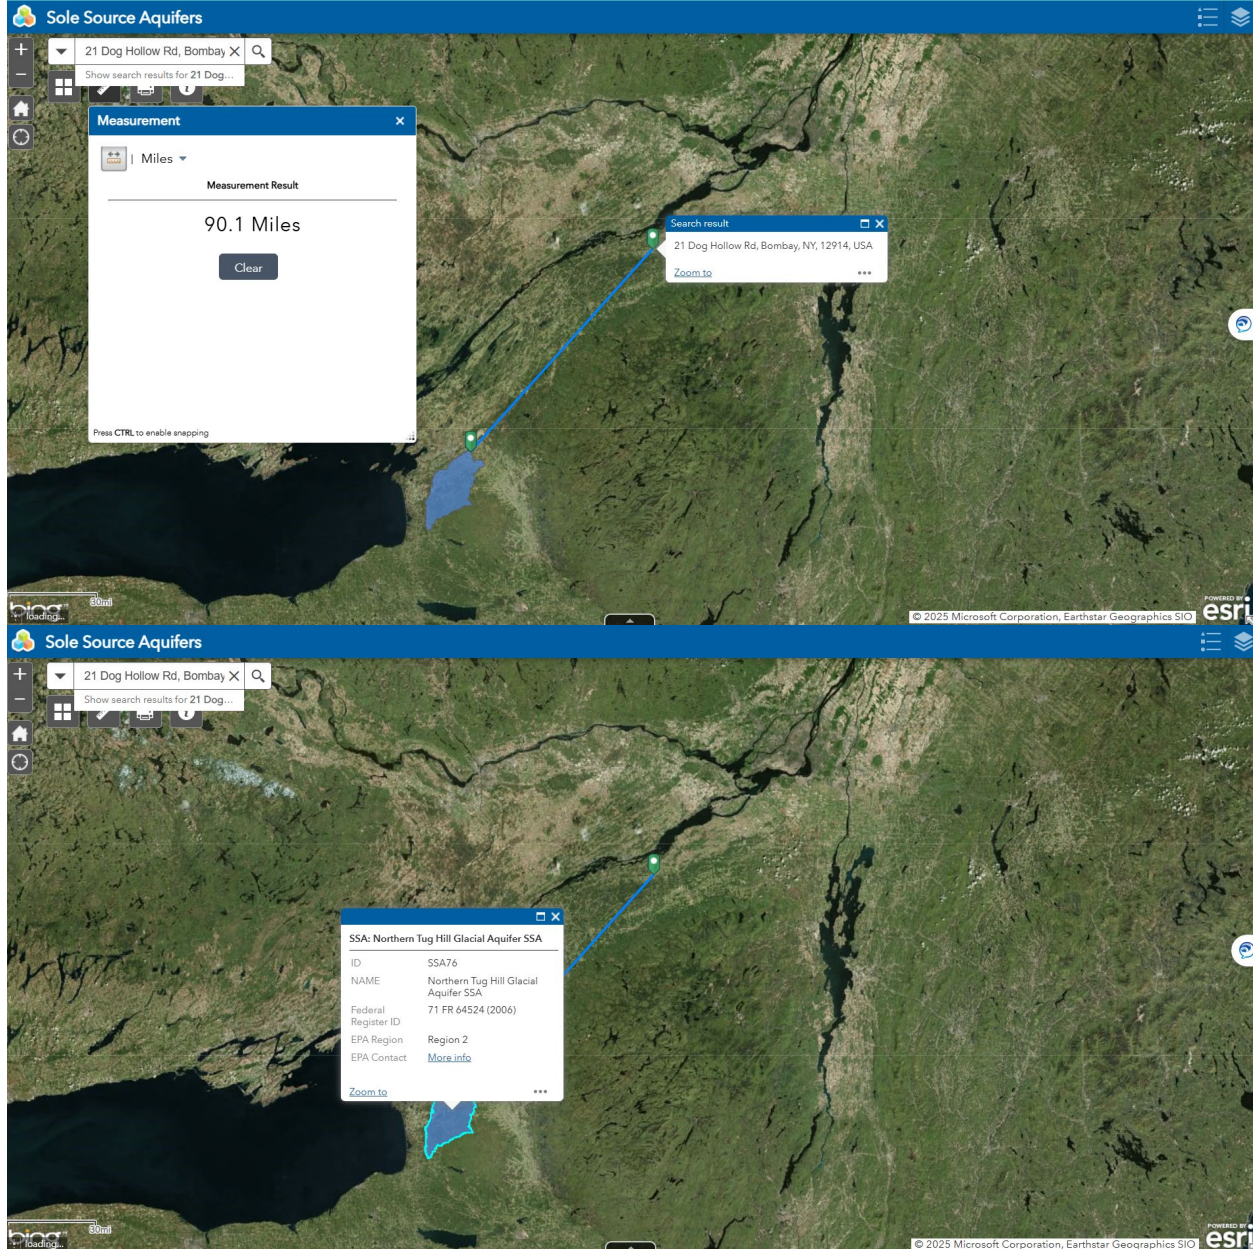 Sole Source Aquifers
21 Dog Hollow Rd, Bombay
Show search results for 21 Dog...
Measurement
Miles
Measurement Result
90.1 Miles
Clear
Press CTRL to enable snapping
Search result
21 Dog Hollow Rd, Bombay, NY, 12914, USA
Zoom to
30mi
bing
loading...
© 2025 Microsoft Corporation, Earthstar Geographics SIO
POWERED BY
esri
Sole Source Aquifers
21 Dog Hollow Rd, Bombay
Show search results for 21 Dog...
SSA: Northern Tug Hill Glacial Aquifer SSA
ID SSA76
NAME Northern Tug Hill Glacial
Aquifer SSA
Federal 71 FR 64524 (2006)
Register ID
EPA Region Region 2
EPA Contact More info
Zoom to
30mi
bing
loading...
© 2025 Microsoft Corporation, Earthstar Geographics SIO
POWERED BY
esri